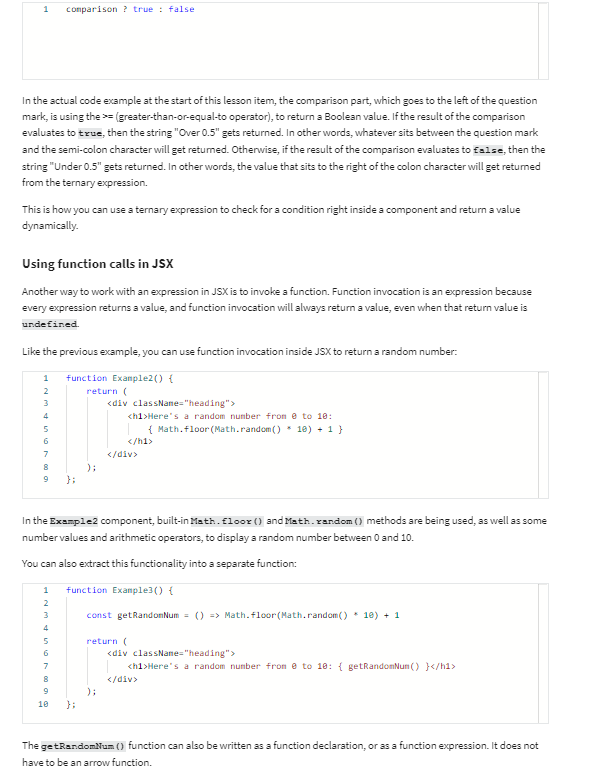 1 comparison ? true : false
In the actual code example at the start of this lesson item, the comparison part, which goes to the left of the question
mark, is using the >= (greater-than-or-equal-to operator), to return a Boolean value. If the result of the comparison
evaluates to true, then the string "Over 0.5" gets returned. In other words, whatever sits between the question mark
and the semi-colon character will get returned. Otherwise, if the result of the comparison evaluates to false, then the
string "Under 0.5" gets returned. In other words, the value that sits to the right of the colon character will get returned
from the ternary expression.
This is how you can use a ternary expression to check for a condition right inside a component and return a value
dynamically.
Using function calls in JSX
Another way to work with an expression in JSX is to invoke a function. Function invocation is an expression because
every expression returns a value, and function invocation will always return a value, even when that return value is
undefined.
Like the previous example, you can use function invocation inside JSX to return a random number:
1 function Example2() {
2 return (
3 <div className="heading">
4 <h1>Here's a random number from 0 to 10:
5 { Math.floor(Math.random() * 10) + 1 }
6 </h1>
7 </div>
8 );
9 };
In the Example2 component, built-in Math.floor() and Math.random() methods are being used, as well as some
number values and arithmetic operators, to display a random number between 0 and 10.
You can also extract this functionality into a separate function:
1 function Example3() {
2
3 const getRandomNum = () => Math.floor(Math.random() * 10) + 1
4
5 return (
6 <div className="heading">
7 <h1>Here's a random number from 0 to 10: { getRandomNum() }</h1>
8 </div>
9 );
10 };
The getRandomNum() function can also be written as a function declaration, or as a function expression. It does not
have to be an arrow function.